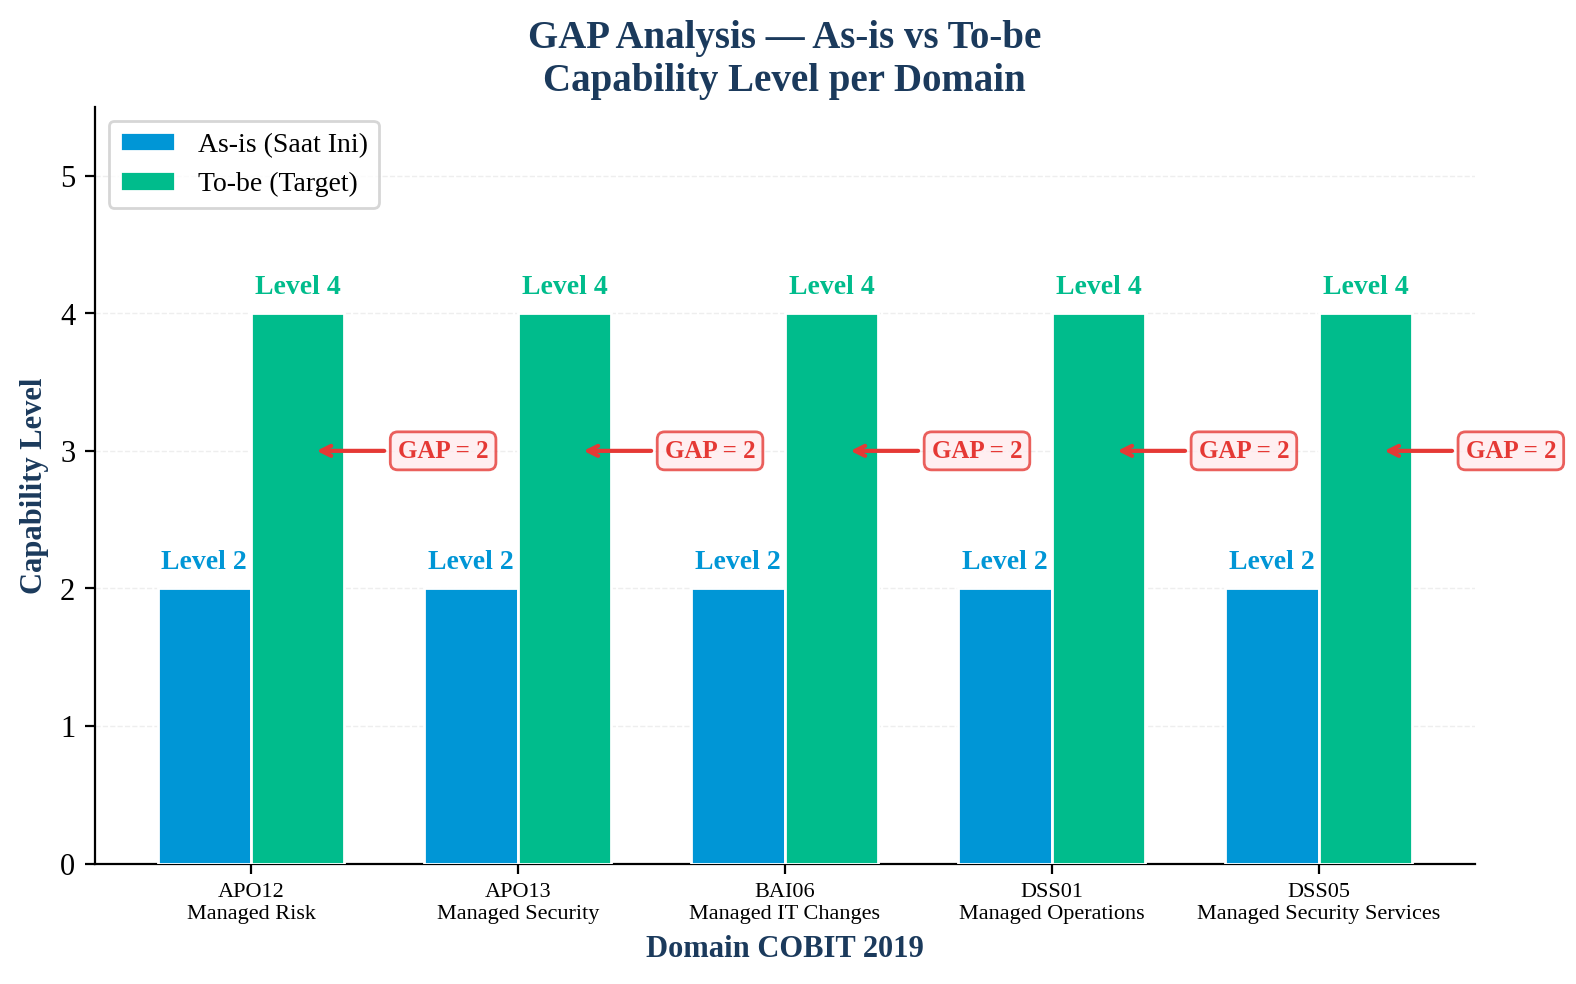 GAP Analysis — As-is vs To-be
Capability Level per Domain
As-is (Saat Ini)
To-be (Target)
Capability Level
5
4
3
2
1
0
Level 4
Level 4
Level 4
Level 4
Level 4
GAP = 2
GAP = 2
GAP = 2
GAP = 2
GAP = 2
Level 2
Level 2
Level 2
Level 2
Level 2
APO12
Managed Risk
APO13
Managed Security
BAI06
Managed IT Changes
DSS01
Managed Operations
DSS05
Managed Security Services
Domain COBIT 2019